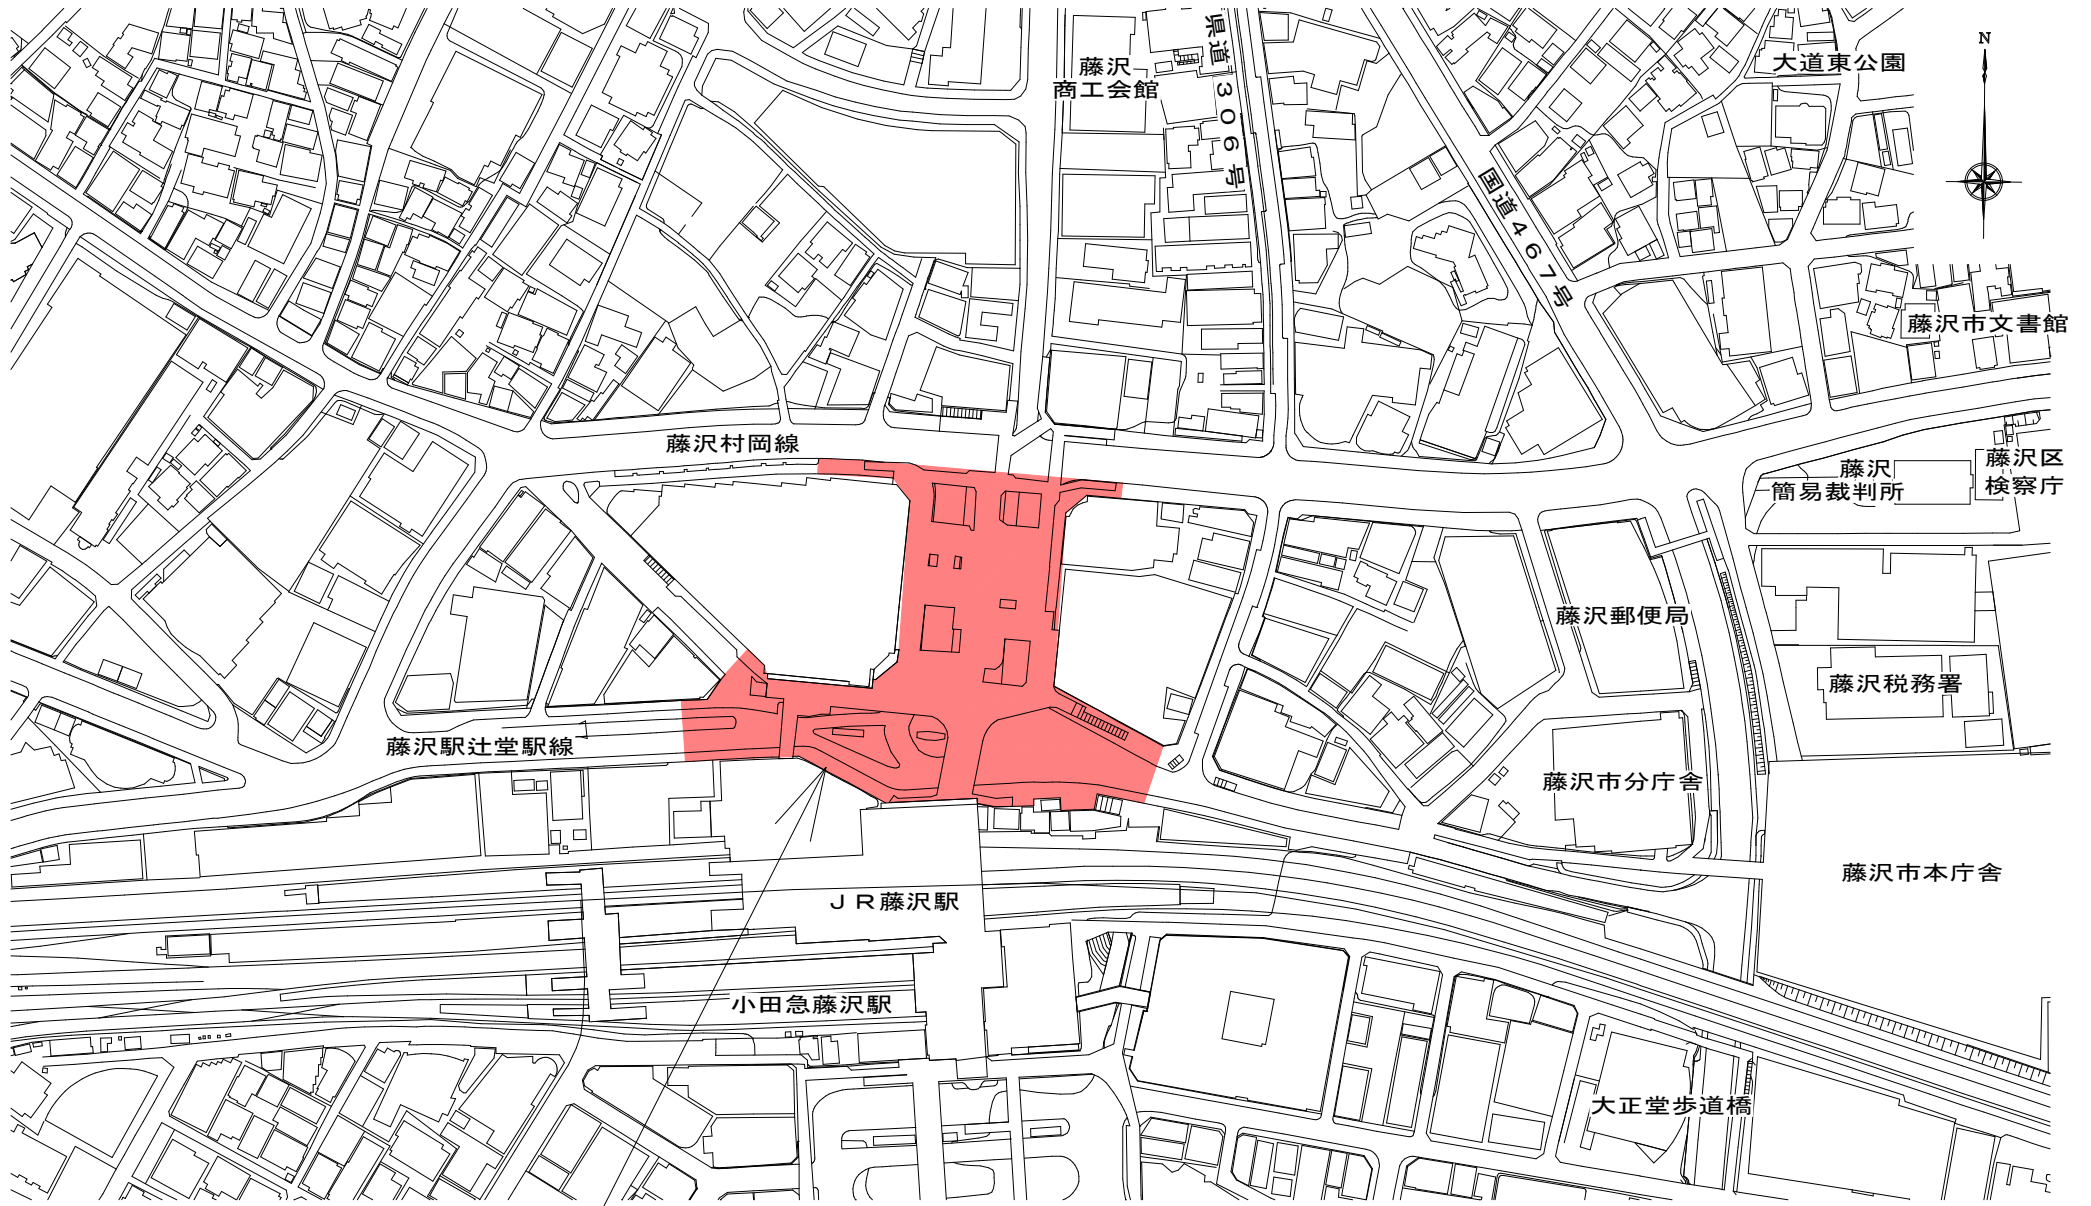 N
大道東公園
藤沢
商工会館
県道306号
国道467号
藤沢市文書館
藤沢村岡線
藤沢
簡易裁判所
藤沢区
検察庁
藤沢郵便局
藤沢税務署
藤沢駅辻堂駅線
藤沢市分庁舎
藤沢市本庁舎
JR藤沢駅
小田急藤沢駅
大正堂歩道橋